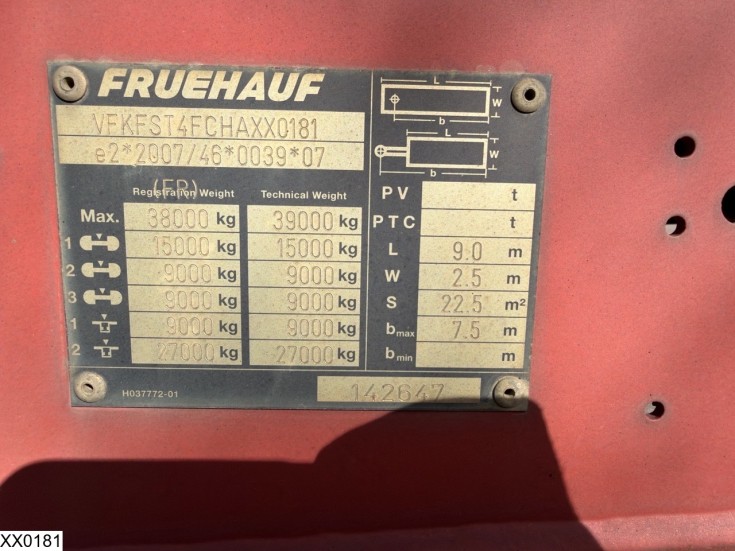 FRUEHAUF
VFKFST4FCHAXX0181
e2*2007/46*0039*07
(FR)
Registration Weight Technical Weight
Max. 38000 kg 39000 kg
1 15000 kg 15000 kg
2 9000 kg 9000 kg
3 9000 kg 9000 kg
1 9000 kg 9000 kg
2 27000 kg 27000 kg
H037772-01
L
W
b
L
W
b
PV t
PTC t
L 9.0 m
W 2.5 m
S 22.5 m²
bmax 7.5 m
bmin m
142647
XX0181